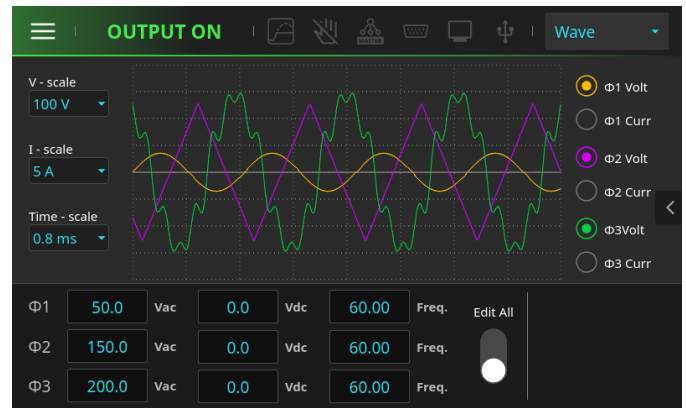 OUTPUT ON
MASTER
Wave
V - scale
100 V
I - scale
5 A
Time - scale
0.8 ms
Φ1 Volt
Φ1 Curr
Φ2 Volt
Φ2 Curr
Φ3Volt
Φ3 Curr
Φ1 50.0 Vac 0.0 Vdc 60.00 Freq.
Φ2 150.0 Vac 0.0 Vdc 60.00 Freq.
Φ3 200.0 Vac 0.0 Vdc 60.00 Freq.
Edit All